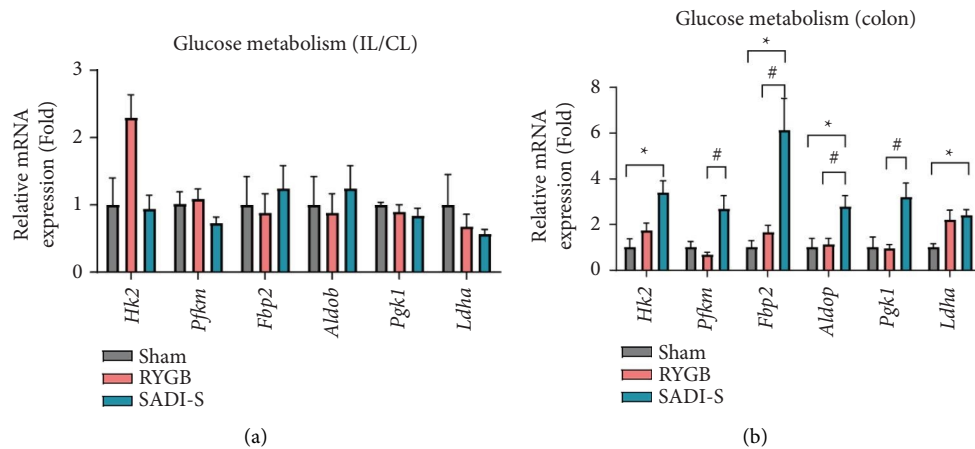 Glucose metabolism (IL/CL)
Relative mRNA
expression (Fold)
3
2
1
0
Hk2
Pfkm
Fbp2
Aldob
Pgk1
Ldha
Sham
RYGB
SADI-S
(a)
Glucose metabolism (colon)
Relative mRNA
expression (Fold)
8
6
4
2
0
*
#
*
#
*
#
#
*
Hk2
Pfkm
Fbp2
Aldop
Pgk1
Ldha
Sham
RYGB
SADI-S
(b)